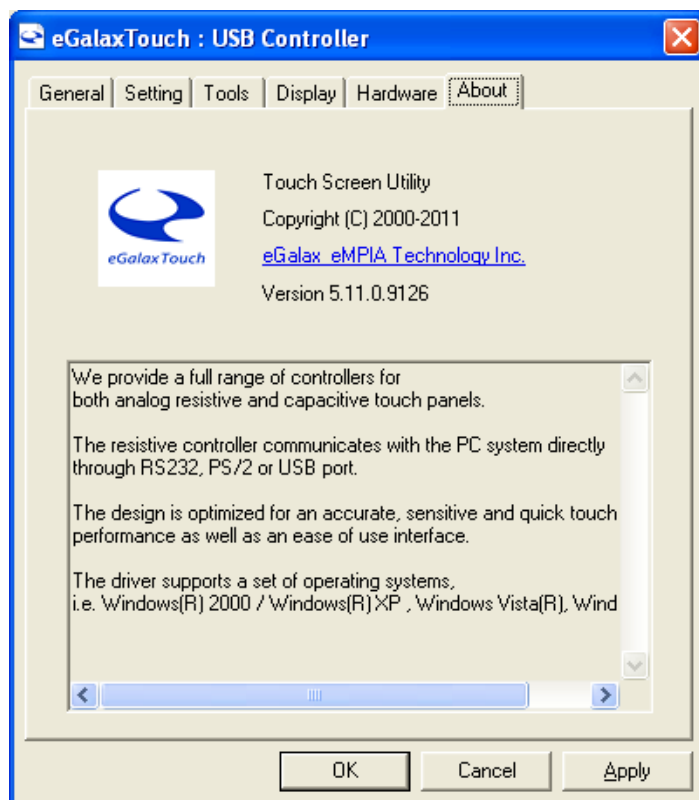 eGalaxTouch : USB Controller
General Setting Tools Display Hardware About
eGalaxTouch
Touch Screen Utility
Copyright (C) 2000-2011
eGalax_eMPIA Technology Inc.
Version 5.11.0.9126
We provide a full range of controllers for
both analog resistive and capacitive touch panels.
The resistive controller communicates with the PC system directly
through RS232, PS/2 or USB port.
The design is optimized for an accurate, sensitive and quick touch
performance as well as an ease of use interface.
The driver supports a set of operating systems,
i.e. Windows(R) 2000 / Windows(R) XP , Windows Vista(R), Wind
OK Cancel Apply